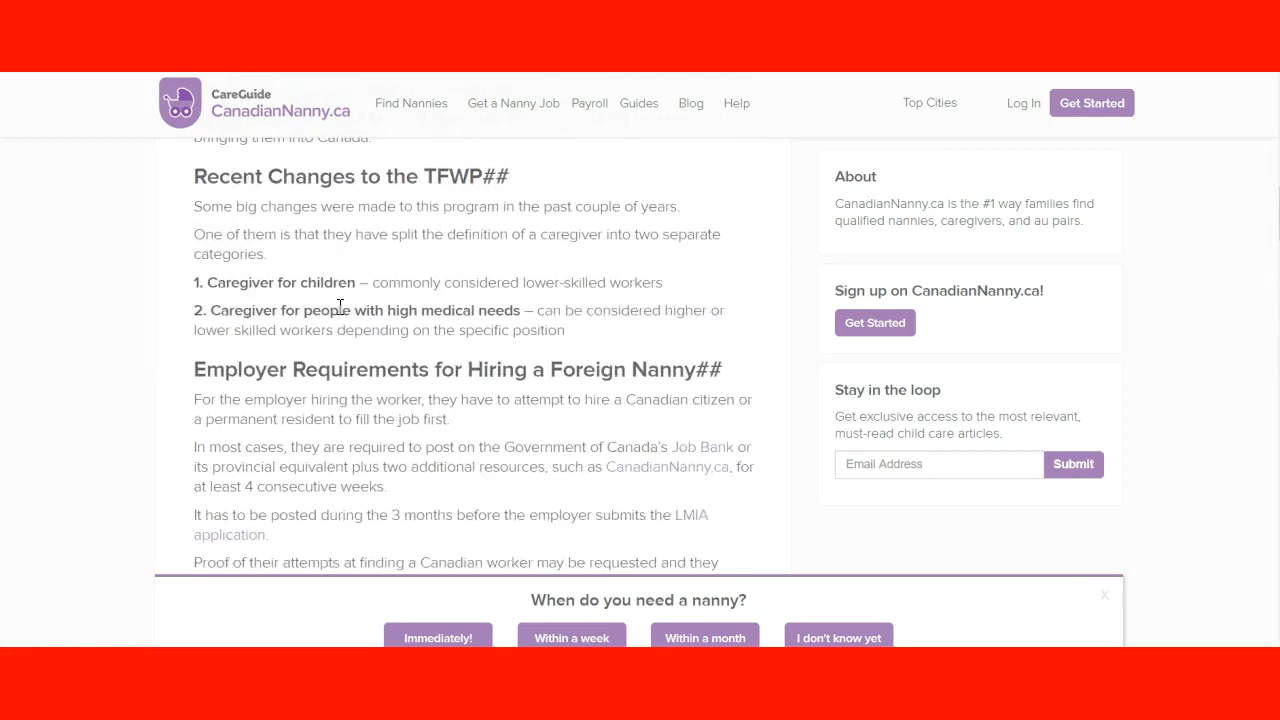 CareGuide
CanadianNanny.ca
Find Nannies
Get a Nanny Job
Payroll
Guides
Blog
Help
Top Cities
Log In
Get Started
bringing them into Canada.
Recent Changes to the TFWP##
Some big changes were made to this program in the past couple of years.
One of them is that they have split the definition of a caregiver into two separate
categories.
1. Caregiver for children – commonly considered lower-skilled workers
2. Caregiver for people with high medical needs – can be considered higher or
lower skilled workers depending on the specific position
Employer Requirements for Hiring a Foreign Nanny##
For the employer hiring the worker, they have to attempt to hire a Canadian citizen or
a permanent resident to fill the job first.
In most cases, they are required to post on the Government of Canada's Job Bank or
its provincial equivalent plus two additional resources, such as CanadianNanny.ca, for
at least 4 consecutive weeks.
It has to be posted during the 3 months before the employer submits the LMIA
application.
Proof of their attempts at finding a Canadian worker may be requested and they
About
CanadianNanny.ca is the #1 way families find
qualified nannies, caregivers, and au pairs.
Sign up on CanadianNanny.ca!
Get Started
Stay in the loop
Get exclusive access to the most relevant,
must-read child care articles.
Email Address
Submit
When do you need a nanny?
x
Immediately!
Within a week
Within a month
I don't know yet